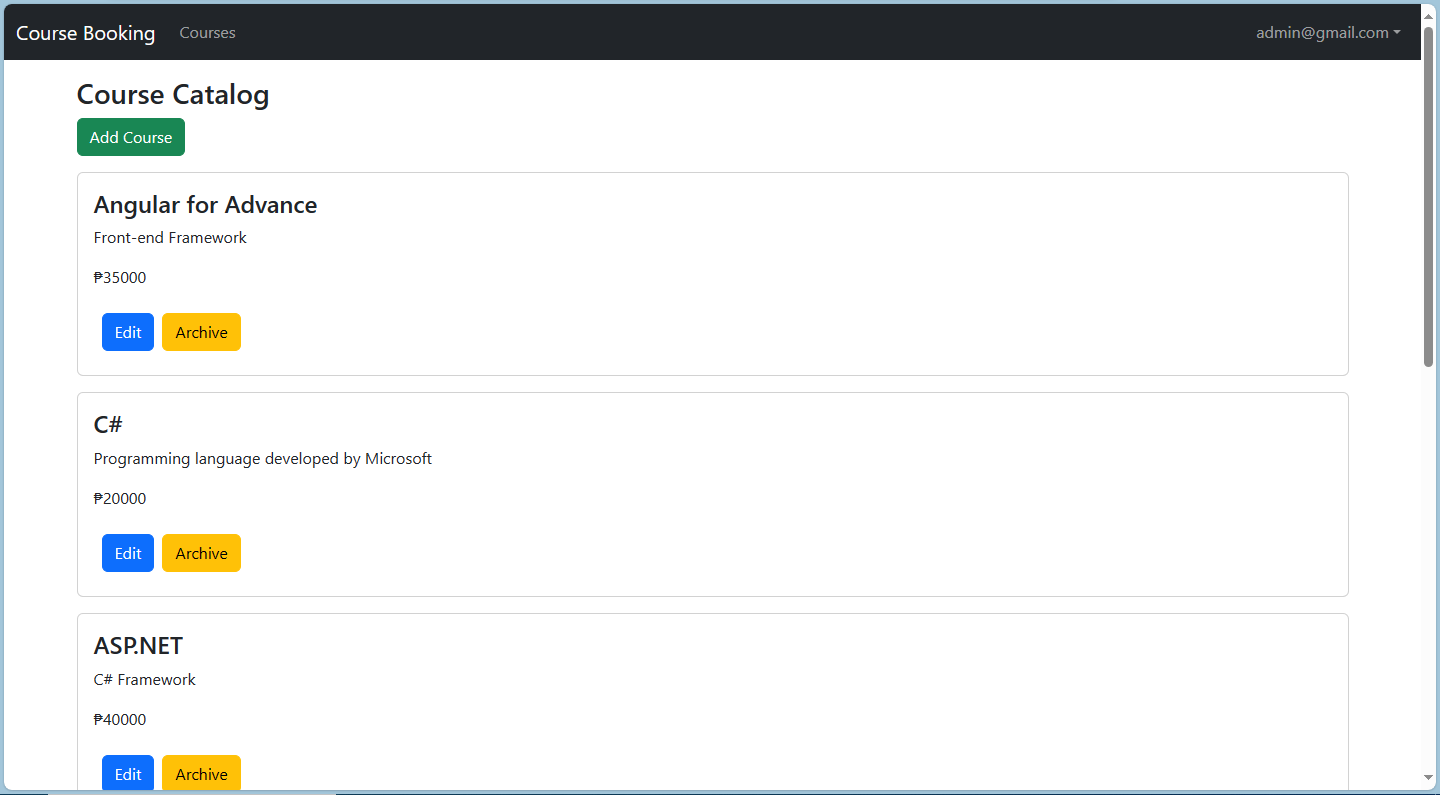 Course Booking Courses admin@gmail.com
Course Catalog
Add Course
Angular for Advance
Front-end Framework
₱35000
Edit Archive
C#
Programming language developed by Microsoft
₱20000
Edit Archive
ASP.NET
C# Framework
₱40000
Edit Archive